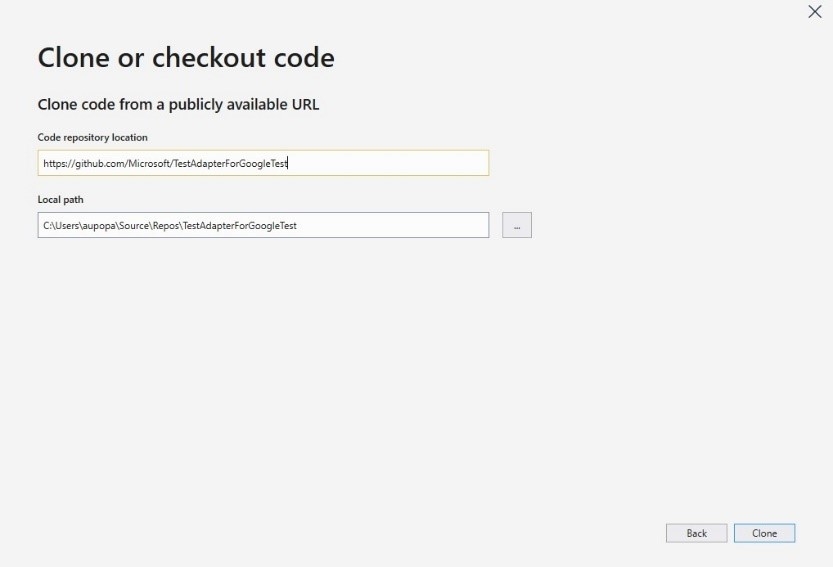 Clone or checkout code
Clone code from a publicly available URL
Code repository location
https://github.com/Microsoft/TestAdapterForGoogleTest
Local path
C:\Users\aupopa\Source\Repos\TestAdapterForGoogleTest
...
Back
Clone